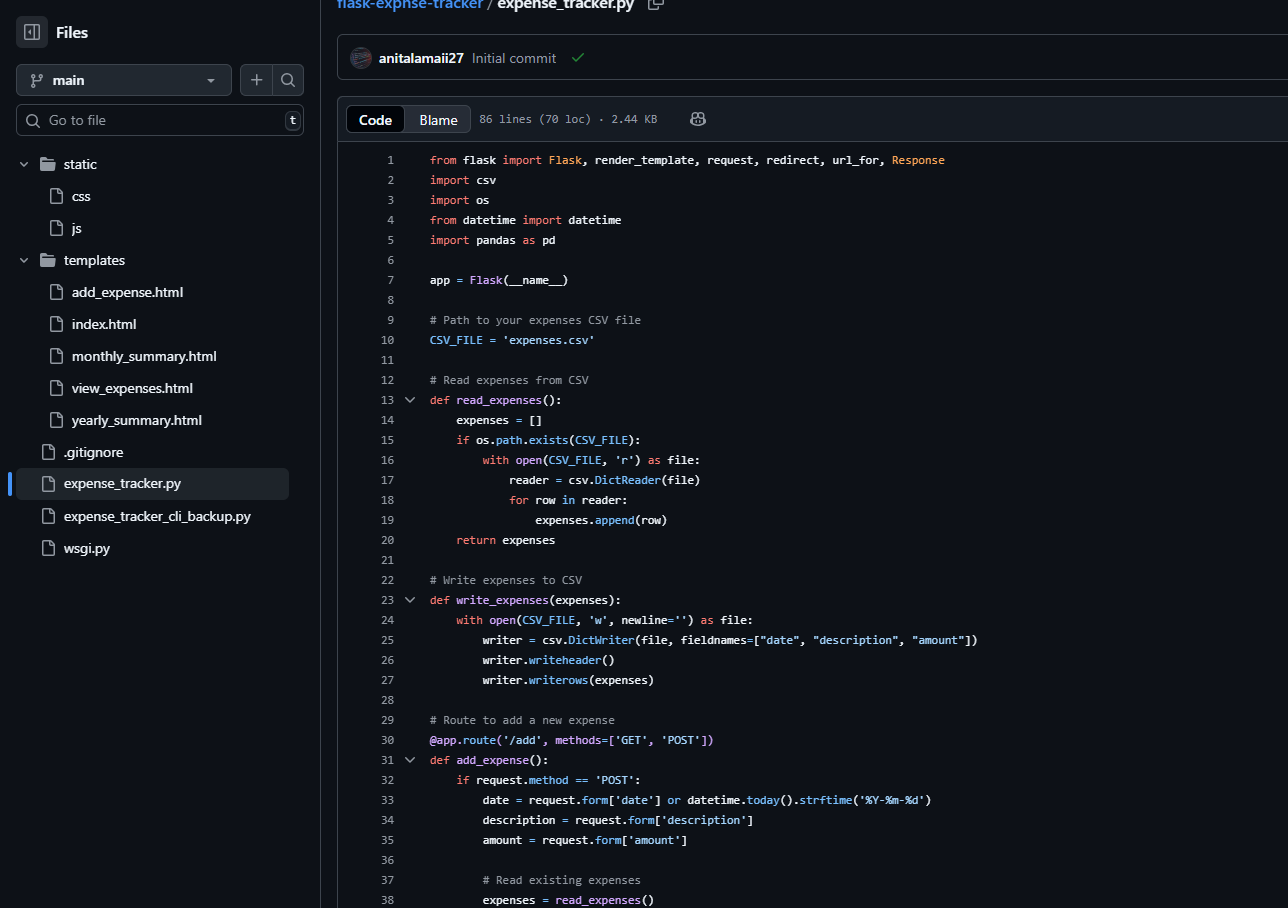 Files
main
Go to file
t
static
css
js
templates
add_expense.html
index.html
monthly_summary.html
view_expenses.html
yearly_summary.html
.gitignore
expense_tracker.py
expense_tracker_cli_backup.py
wsgi.py
flask-expnse-tracker / expense_tracker.py
anitalamaii27 Initial commit
Code Blame 86 lines (70 loc) · 2.44 KB
1 from flask import Flask, render_template, request, redirect, url_for, Response
2 import csv
3 import os
4 from datetime import datetime
5 import pandas as pd
6
7 app = Flask(__name__)
8
9 # Path to your expenses CSV file
10 CSV_FILE = 'expenses.csv'
11
12 # Read expenses from CSV
13 def read_expenses():
14     expenses = []
15     if os.path.exists(CSV_FILE):
16         with open(CSV_FILE, 'r') as file:
17             reader = csv.DictReader(file)
18             for row in reader:
19                 expenses.append(row)
20     return expenses
21
22 # Write expenses to CSV
23 def write_expenses(expenses):
24     with open(CSV_FILE, 'w', newline='') as file:
25         writer = csv.DictWriter(file, fieldnames=["date", "description", "amount"])
26         writer.writeheader()
27         writer.writerows(expenses)
28
29 # Route to add a new expense
30 @app.route('/add', methods=['GET', 'POST'])
31 def add_expense():
32     if request.method == 'POST':
33         date = request.form['date'] or datetime.today().strftime('%Y-%m-%d')
34         description = request.form['description']
35         amount = request.form['amount']
36
37         # Read existing expenses
38         expenses = read_expenses()